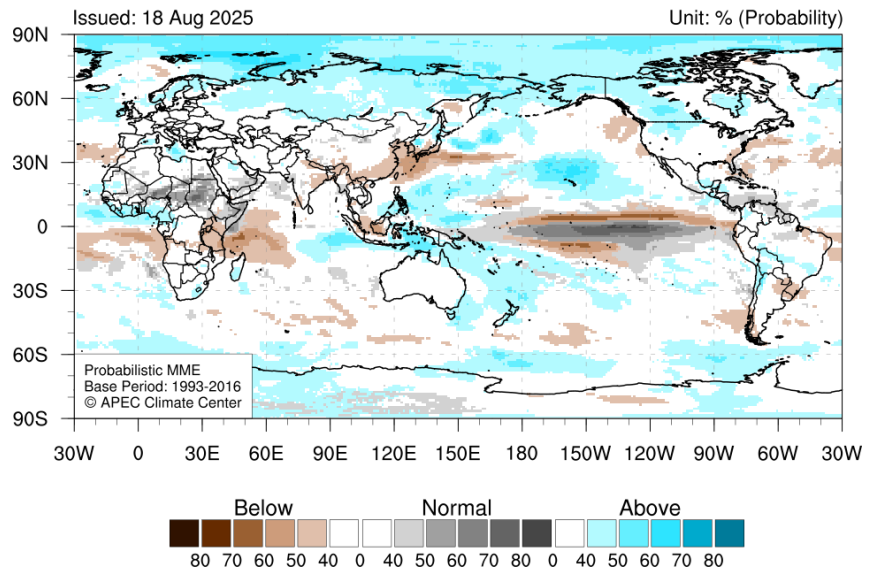 Issued: 18 Aug 2025 Unit: % (Probability)
90N
60N
30N
0
30S
60S
90S
Probabilistic MME
Base Period: 1993-2016
© APEC Climate Center
30W 0 30E 60E 90E 120E 150E 180 150W 120W 90W 60W 30W
Below Normal Above
80 70 60 50 40 0 40 50 60 70 80 0 40 50 60 70 80